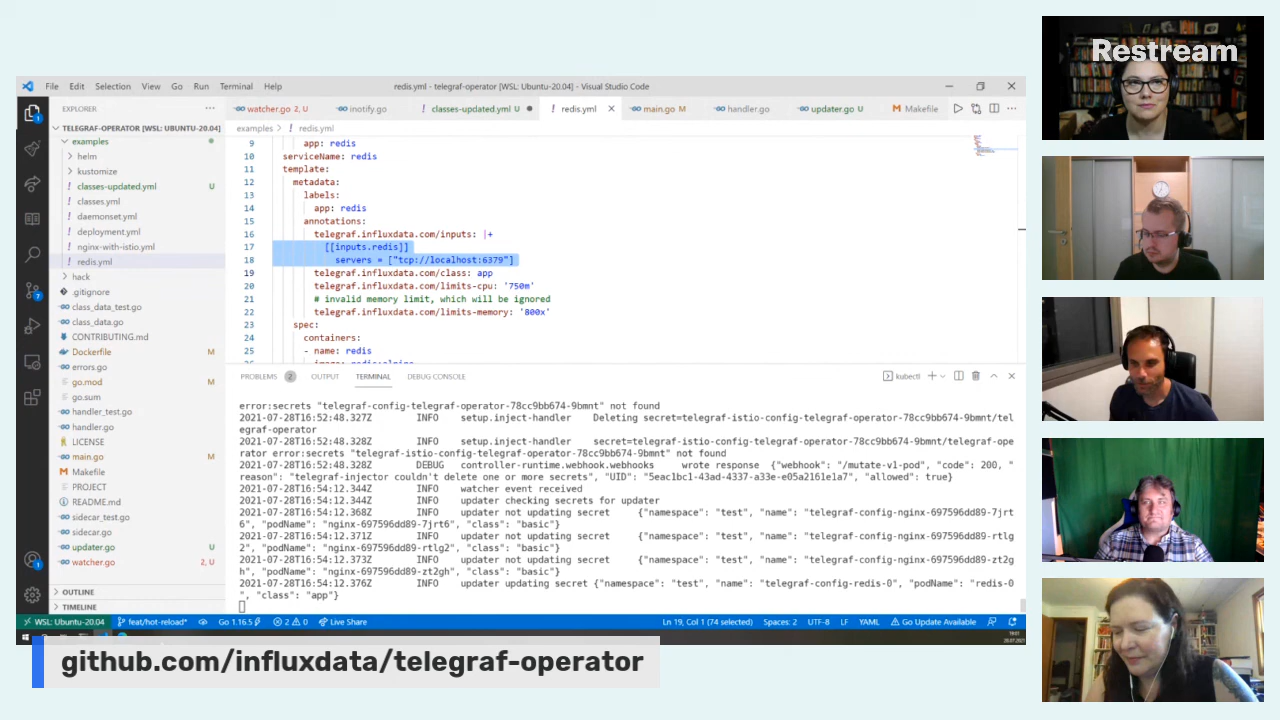 Restream
File Edit Selection View Go Run Terminal Help
redis.yml - telegraf-operator [WSL: Ubuntu-20.04] - Visual Studio Code
EXPLORER
TELEGRAF-OPERATOR [WSL: UBUNTU-20.04]
examples
helm
kustomize
classes-updated.yml U
classes.yml
daemonset.yml
deployment.yml
nginx-with-istio.yml
redis.yml
hack
.gitignore
class_data_test.go
class_data.go
CONTRIBUTING.md
Dockerfile M
errors.go
go.mod M
go.sum
handler_test.go
handler.go
LICENSE
main.go M
Makefile
PROJECT
README.md
sidecar_test.go
sidecar.go
updater.go U
watcher.go 2, U
OUTLINE
TIMELINE
watcher.go 2, U inotify.go classes-updated.yml U redis.yml main.go M handler.go updater.go U Makefile M
examples redis.yml
9 app: redis
10 serviceName: redis
11 template:
12 metadata:
13 labels:
14 app: redis
15 annotations:
16 telegraf.influxdata.com/inputs: |+
17 [[inputs.redis]]
18 servers = ["tcp://localhost:6379"]
19 telegraf.influxdata.com/class: app
20 telegraf.influxdata.com/limits-cpu: '750m'
21 # invalid memory limit, which will be ignored
22 telegraf.influxdata.com/limits-memory: '800x'
23 spec:
24 containers:
25 - name: redis
PROBLEMS 2 OUTPUT TERMINAL DEBUG CONSOLE kubectl
error:secrets "telegraf-config-telegraf-operator-78cc9bb674-9bmnt" not found
2021-07-28T16:52:48.327Z INFO setup.inject-handler Deleting secret=telegraf-istio-config-telegraf-operator-78cc9bb674-9bmnt/tel
egraf-operator
2021-07-28T16:52:48.328Z INFO setup.inject-handler secret=telegraf-istio-config-telegraf-operator-78cc9bb674-9bmnt/telegraf-ope
rator error:secrets "telegraf-istio-config-telegraf-operator-78cc9bb674-9bmnt" not found
2021-07-28T16:52:48.328Z DEBUG controller-runtime.webhook.webhooks wrote response {"webhook": "/mutate-v1-pod", "code": 200, "
reason": "telegraf-injector couldn't delete one or more secrets", "UID": "5eac1bc1-43ad-4337-a33e-e05a2161e1a7", "allowed": true}
2021-07-28T16:54:12.344Z INFO watcher event received
2021-07-28T16:54:12.344Z INFO updater checking secrets for updater
2021-07-28T16:54:12.368Z INFO updater not updating secret {"namespace": "test", "name": "telegraf-config-nginx-697596dd89-7jrt
6", "podName": "nginx-697596dd89-7jrt6", "class": "basic"}
2021-07-28T16:54:12.371Z INFO updater not updating secret {"namespace": "test", "name": "telegraf-config-nginx-697596dd89-rtlg
2", "podName": "nginx-697596dd89-rtlg2", "class": "basic"}
2021-07-28T16:54:12.373Z INFO updater not updating secret {"namespace": "test", "name": "telegraf-config-nginx-697596dd89-zt2g
h", "podName": "nginx-697596dd89-zt2gh", "class": "basic"}
2021-07-28T16:54:12.376Z INFO updater updating secret {"namespace": "test", "name": "telegraf-config-redis-0", "podName": "redis-0
", "class": "app"}
WSL: Ubuntu-20.04 feat/hot-reload* Go 1.16.5 2 0 Live Share Ln 19, Col 1 (74 selected) Spaces: 2 UTF-8 LF YAML Go Update Available
github.com/influxdata/telegraf-operator